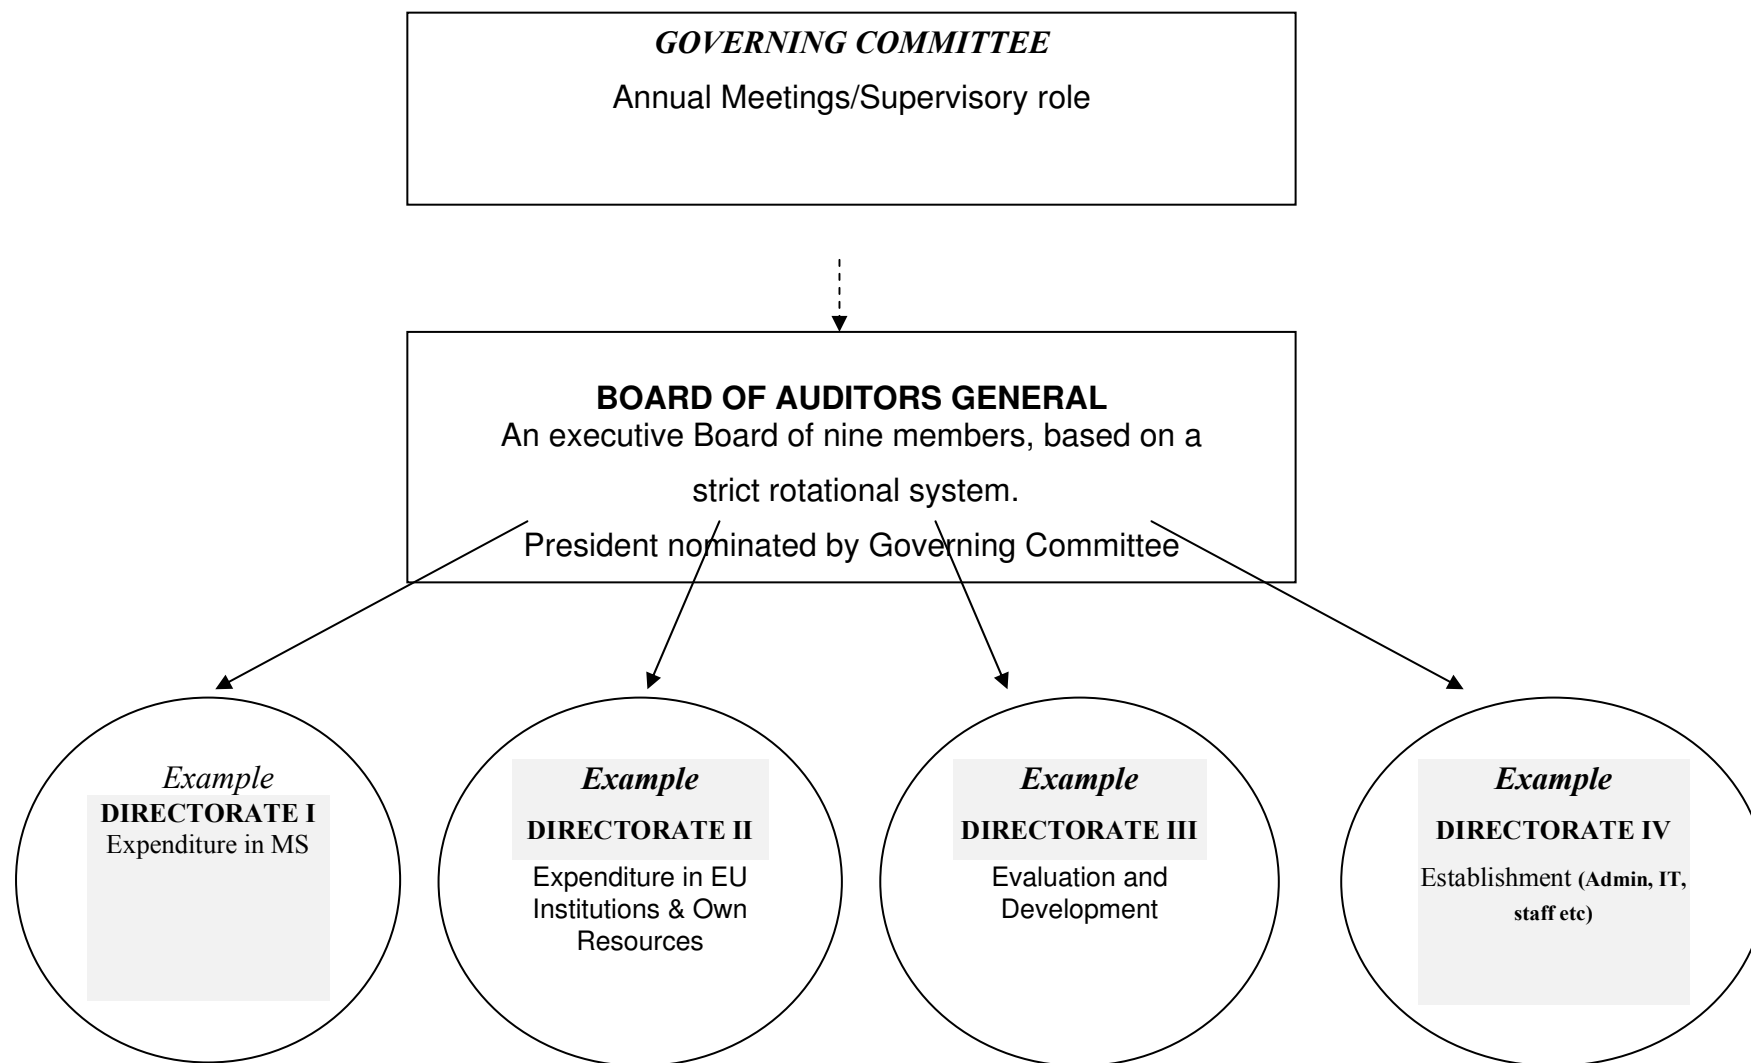 GOVERNING COMMITTEE
Annual Meetings/Supervisory role
BOARD OF AUDITORS GENERAL
An executive Board of nine members, based on a
strict rotational system.
President nominated by Governing Committee
Example
DIRECTORATE I
Expenditure in MS
Example
DIRECTORATE II
Expenditure in EU
Institutions & Own
Resources
Example
DIRECTORATE III
Evaluation and
Development
Example
DIRECTORATE IV
Establishment (Admin, IT,
staff etc)